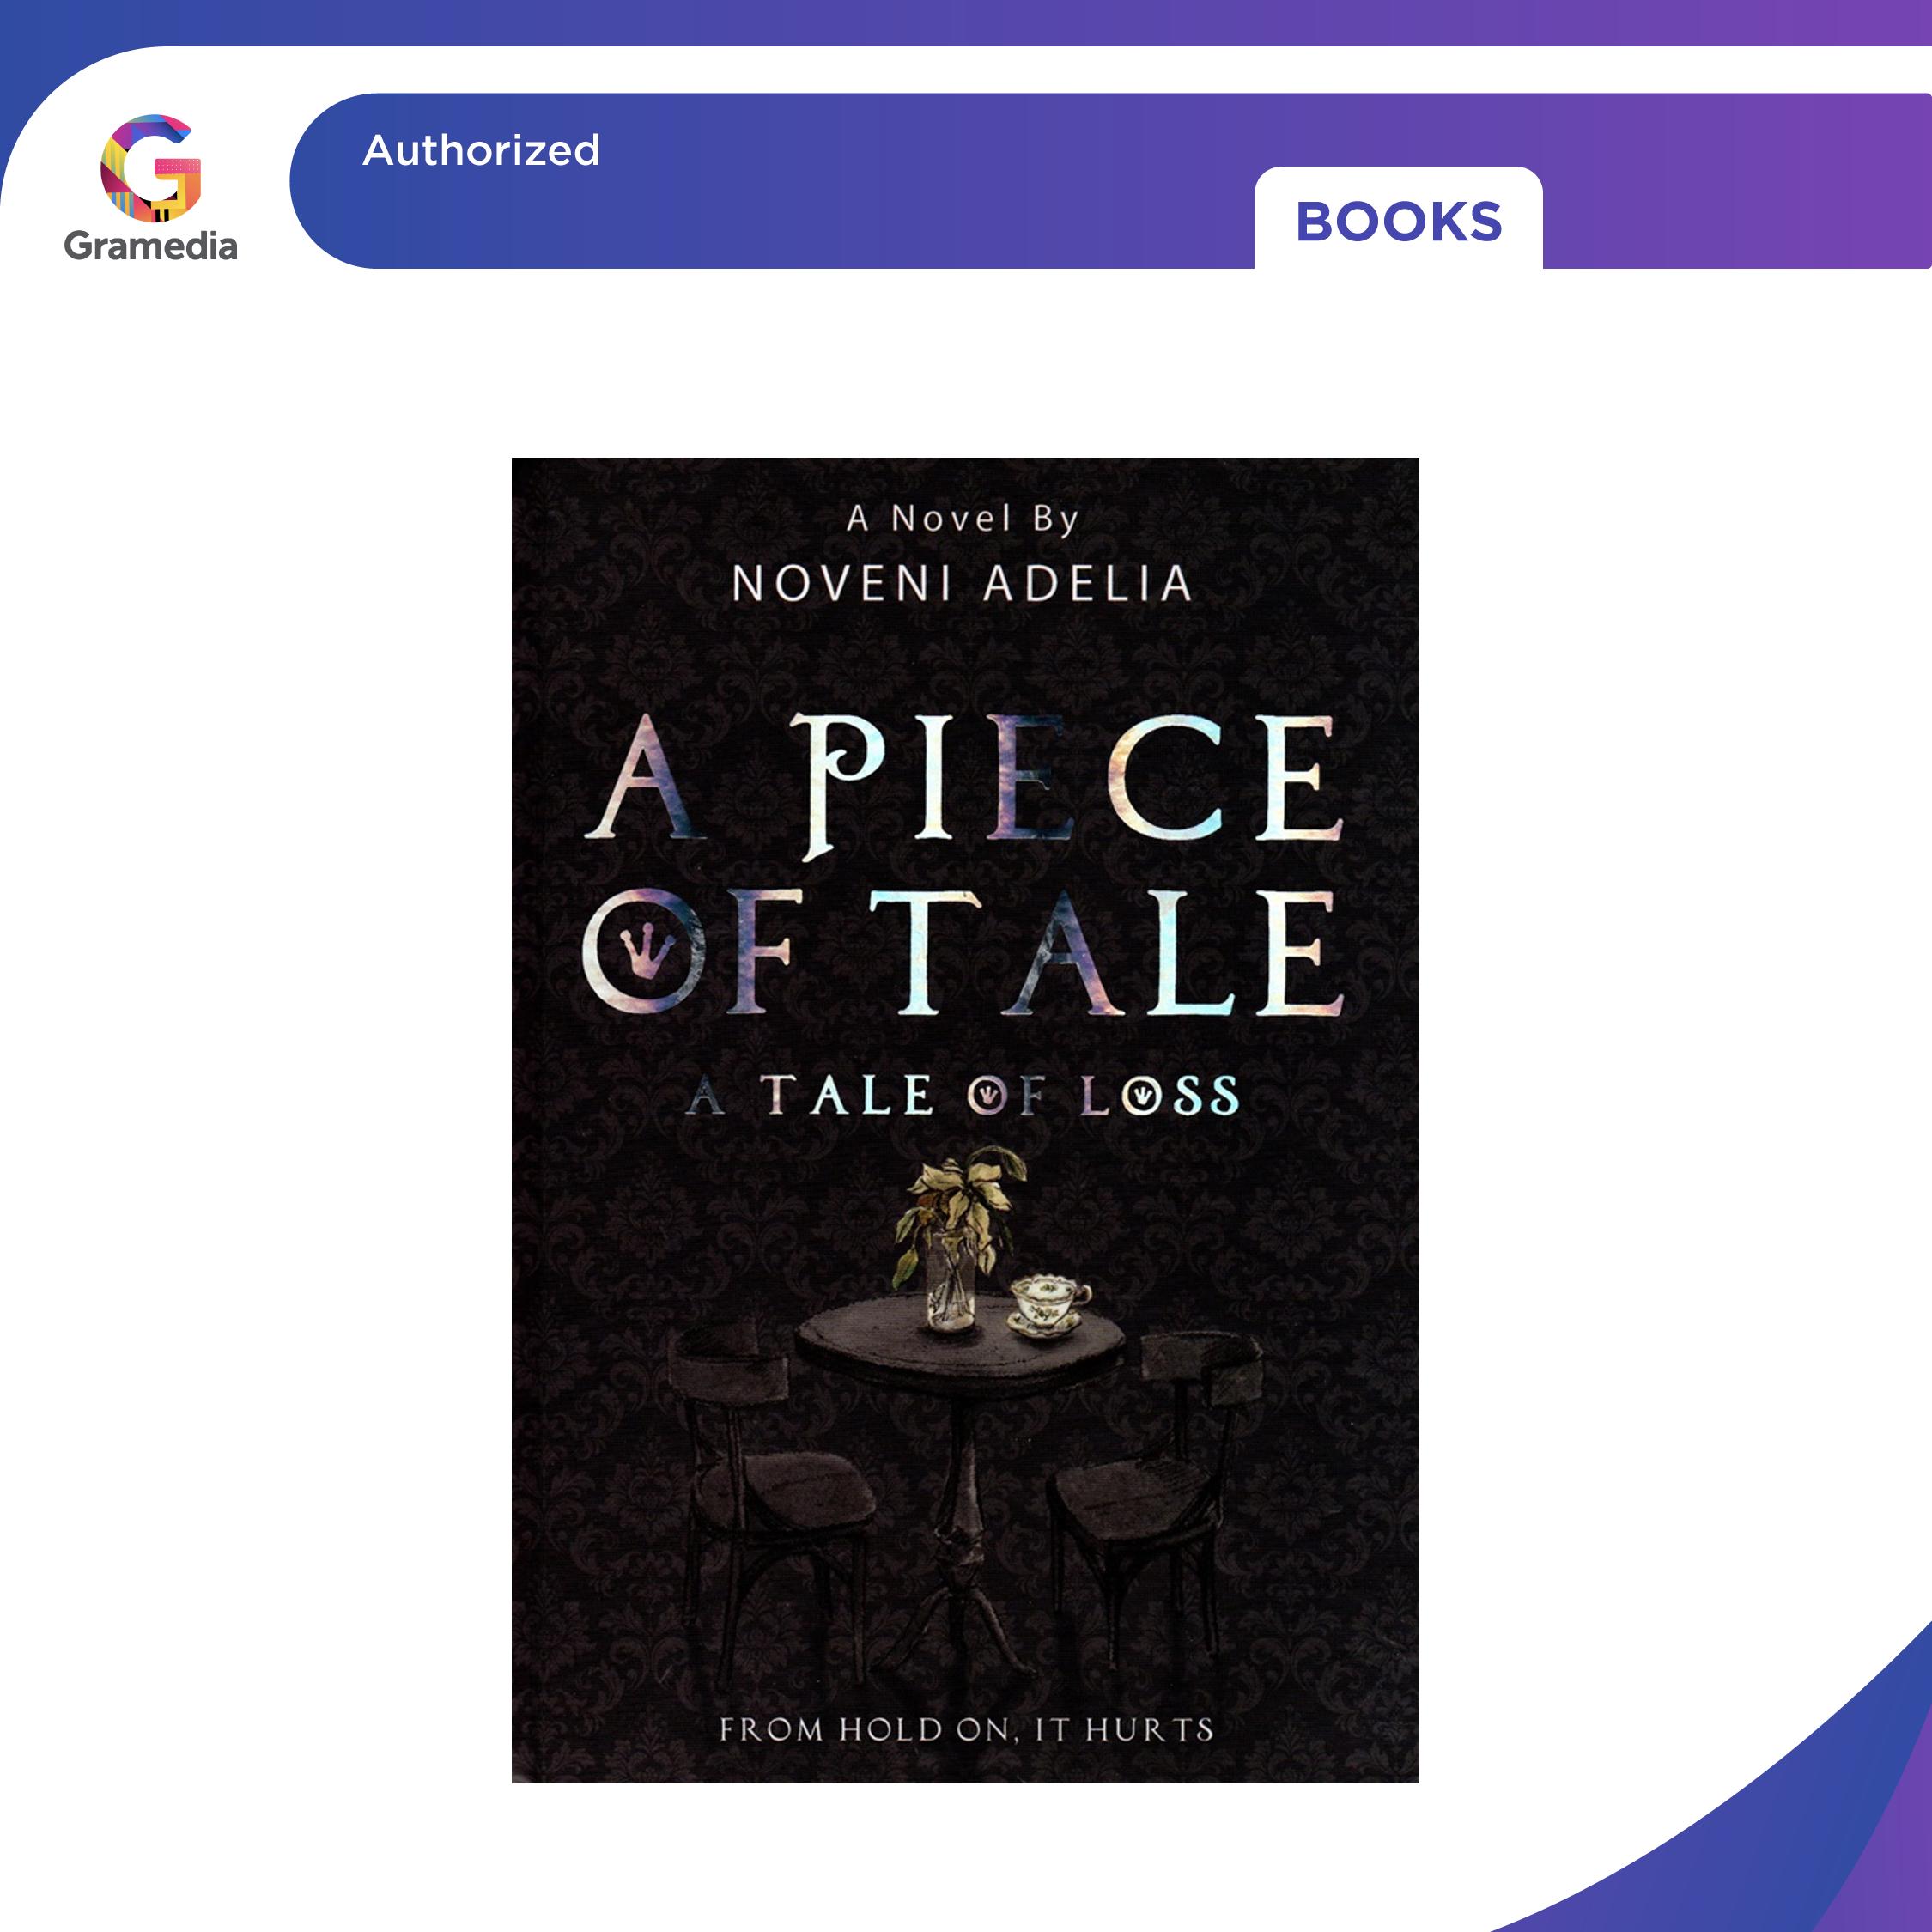 Gramedia
Authorized
BOOKS
A Novel By
NOVENI ADELIA
A PIECE
OF TALE
A TALE OF LOSS
FROM HOLD ON, IT HURTS